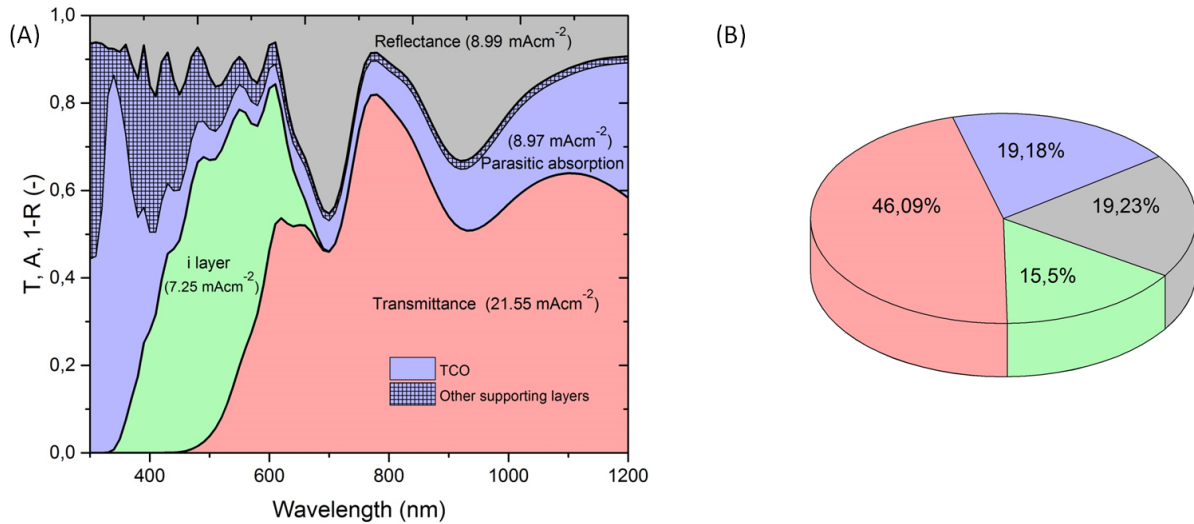 (A)
1,0
0,8
0,6
0,4
0,2
0,0
T, A, 1-R (-)
Reflectance (8.99 mAcm⁻²)
(8.97 mAcm⁻²)
Parasitic absorption
i layer
(7.25 mAcm⁻²)
Transmittance (21.55 mAcm⁻²)
TCO
Other supporting layers
400
600
800
1000
1200
Wavelength (nm)
(B)
19,18%
46,09%
19,23%
15,5%